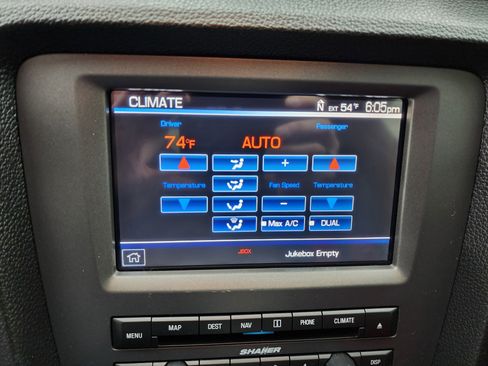 CLIMATE N EXT 54°F 6:05pm
Driver Passenger
74°F AUTO
+
Temperature Fan Speed Temperature
-
Max A/C DUAL
JBOX Jukebox Empty
MENU MAP DEST NAV PHONE CLIMATE
SHAKER
DISP